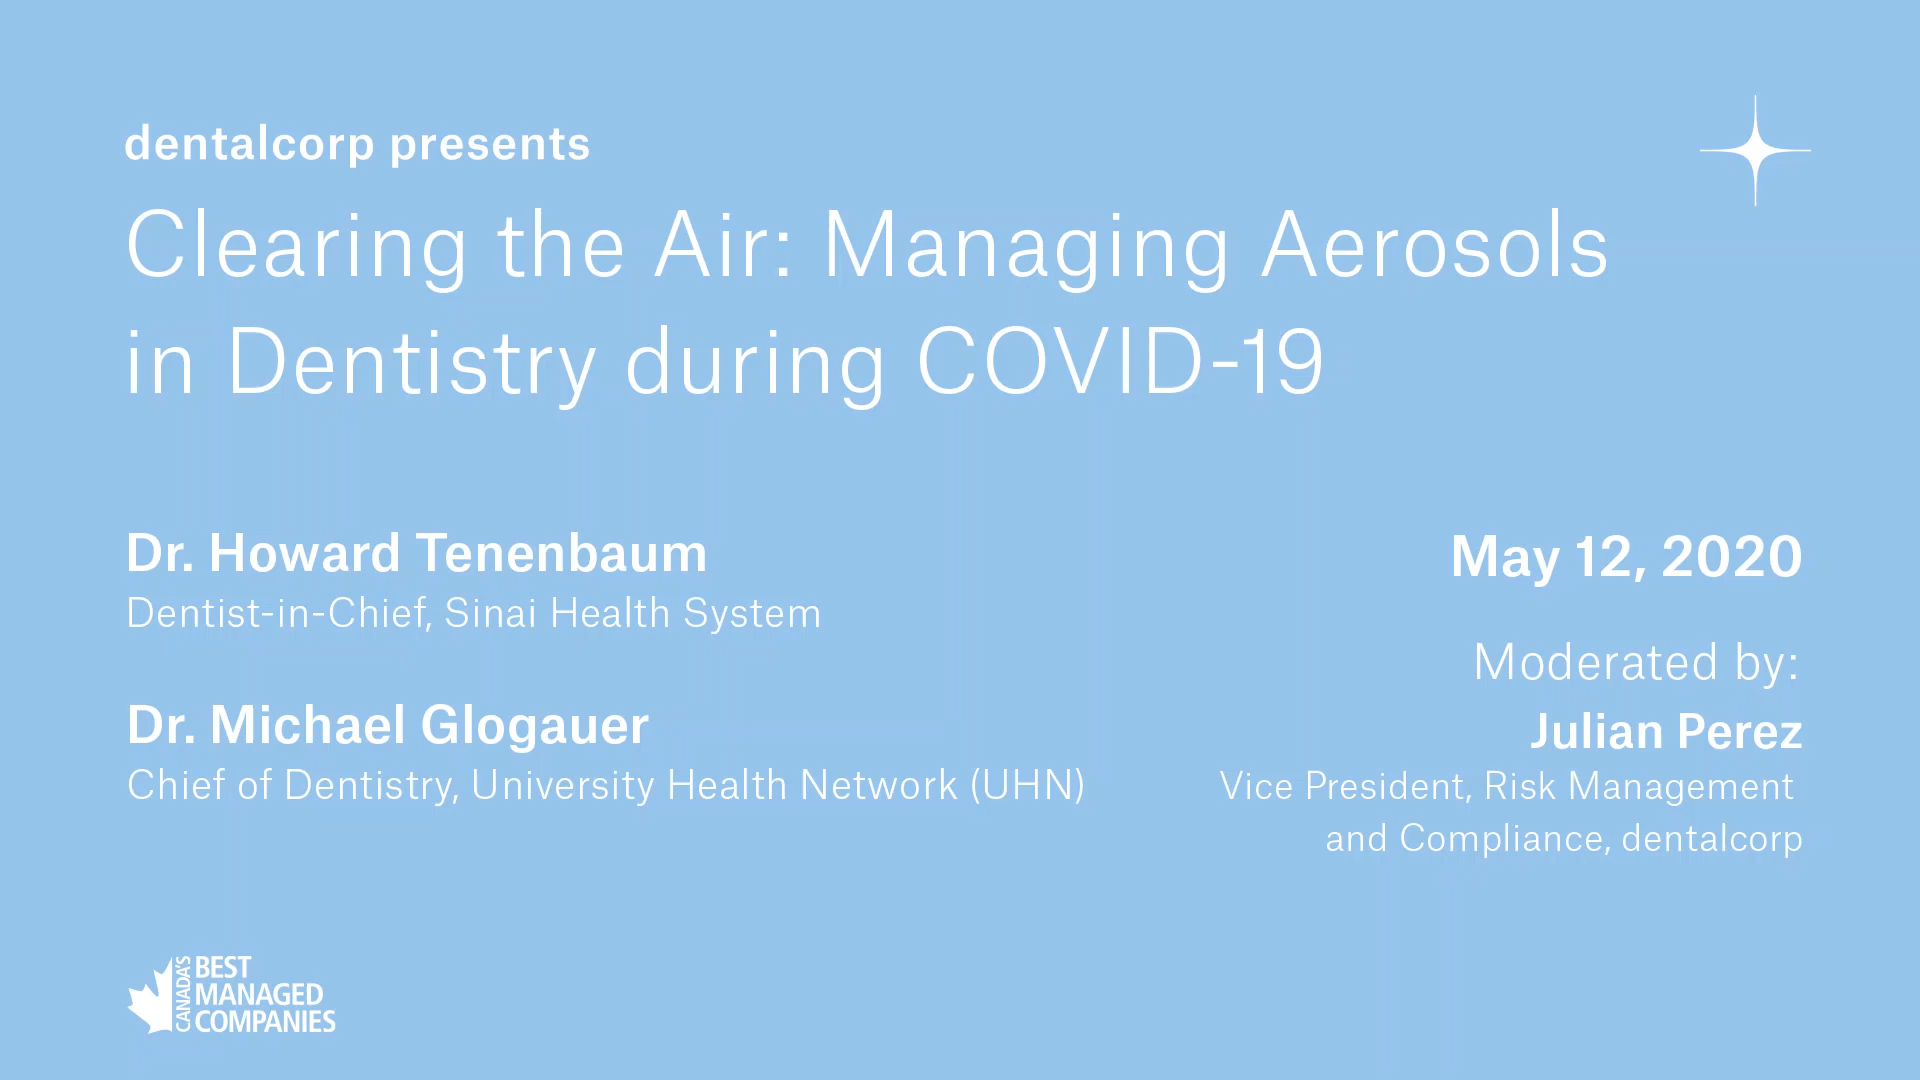 dentalcorp presents
Clearing the Air: Managing Aerosols
in Dentistry during COVID-19
Dr. Howard Tenenbaum
Dentist-in-Chief, Sinai Health System
Dr. Michael Glogauer
Chief of Dentistry, University Health Network (UHN)
May 12, 2020
Moderated by:
Julian Perez
Vice President, Risk Management
and Compliance, dentalcorp
CANADA'S
BEST
MANAGED
COMPANIES